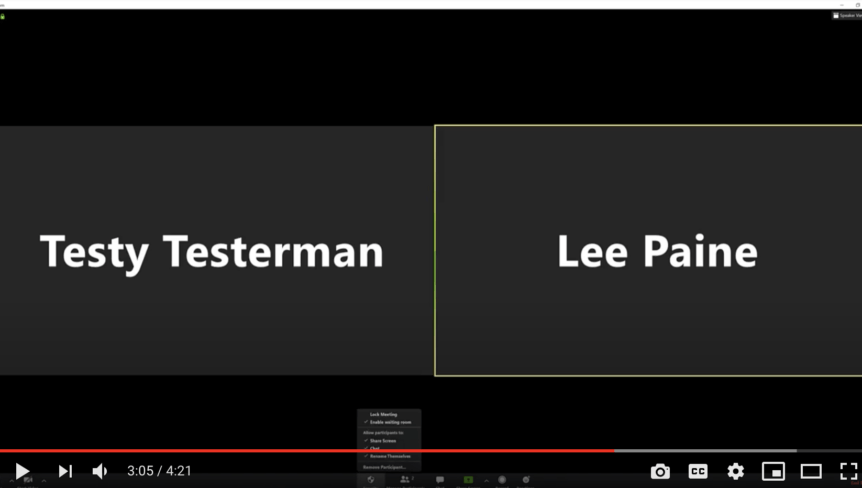 Speaker Vie
Testy Testerman
Lee Paine
Lock Meeting
Enable waiting room
Allow participants to:
Share Screen
Chat
Rename Themselves
Remove Participant...
3:05 / 4:21
CC